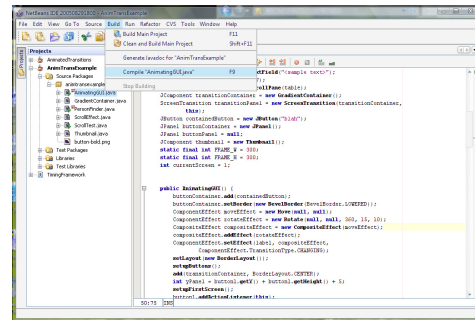 NetBeans IDE 200508291800 - AnimTransExample
File Edit View Go To Source Build Run Refactor CVS Tools Window Help
Build Main Project F11
Clean and Build Main Project Shift+F11
Generate Javadoc for "AnimTransExample"
Compile "AnimatingGUI.java" F9
Stop Building
Projects
AnimatedTransitions
AnimTransExample
Source Packages
animtransexample
AnimatingGUI.java
GradientContainer.java
PersonFinder.java
ScrollEffect.java
ScrollTest.java
Thumbnail.java
button-bold.png
Test Packages
Libraries
Test Libraries
TimingFramework
Field("<sample text>");
rollPane(table);
JComponent transitionContainer = new GradientContainer();
ScreenTransition transitionPanel = new ScreenTransition(transitionContainer,
this);
JButton containedButton = new JButton("blah");
JPanel buttonContainer = new JPanel();
JPanel buttonPanel = null;
JComponent thumbnail = new Thumbnail();
static final int FRAME_W = 300;
static final int FRAME_H = 300;
int currentScreen = 1;
public AnimatingGUI() {
buttonContainer.add(containedButton);
buttonContainer.setBorder(new BevelBorder(BevelBorder.LOWERED));
ComponentEffect moveEffect = new Move(null, null);
ComponentEffect rotateEffect = new Rotate(null, null, 360, 15, 10);
CompositeEffect compositeEffect = new CompositeEffect(moveEffect);
compositeEffect.addEffect(rotateEffect);
ComponentEffect.setEffect(label, compositeEffect,
ComponentEffect.TransitionType.CHANGING);
setLayout(new BorderLayout());
setupButtons();
add(transitionContainer, BorderLayout.CENTER);
int yPanel = button1.getY() + button1.getHeight() + 5;
setupFirstScreen();
button1.addActionListener(this);
50:75 INS